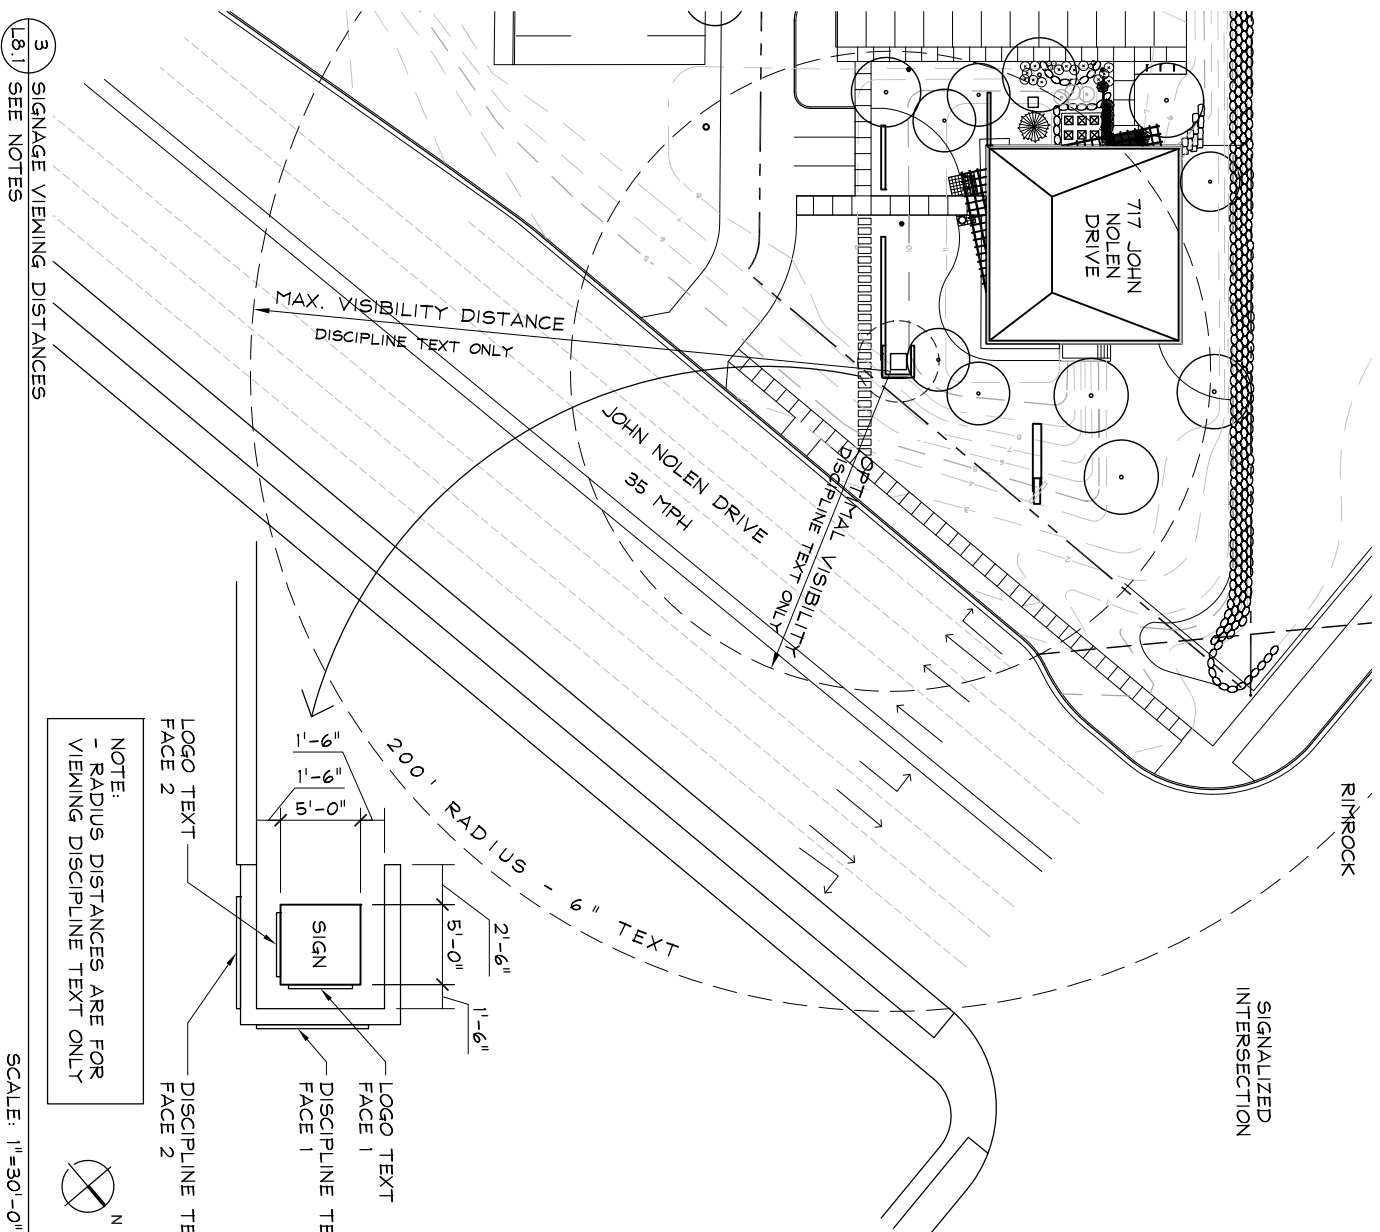 717 JOHN
NOLEN
DRIVE
MAX. VISIBILITY DISTANCE
DISCIPLINE TEXT ONLY
OPTIMAL VISIBILITY
DISCIPLINE TEXT ONLY
JOHN NOLEN DRIVE
35 MPH
200' RADIUS - 6" TEXT
RIMROCK
SIGNALIZED
INTERSECTION
1'-6"
1'-6"
5'-0"
2'-6"
5'-0"
1'-6"
SIGN
LOGO TEXT
FACE 2
LOGO TEXT
FACE 1
DISCIPLINE TE
FACE 1
DISCIPLINE TE
FACE 2
NOTE:
- RADIUS DISTANCES ARE FOR
VIEWING DISCIPLINE TEXT ONLY
N
3
L8.1
SIGNAGE VIEWING DISTANCES
SEE NOTES
SCALE: 1"=30'-0"